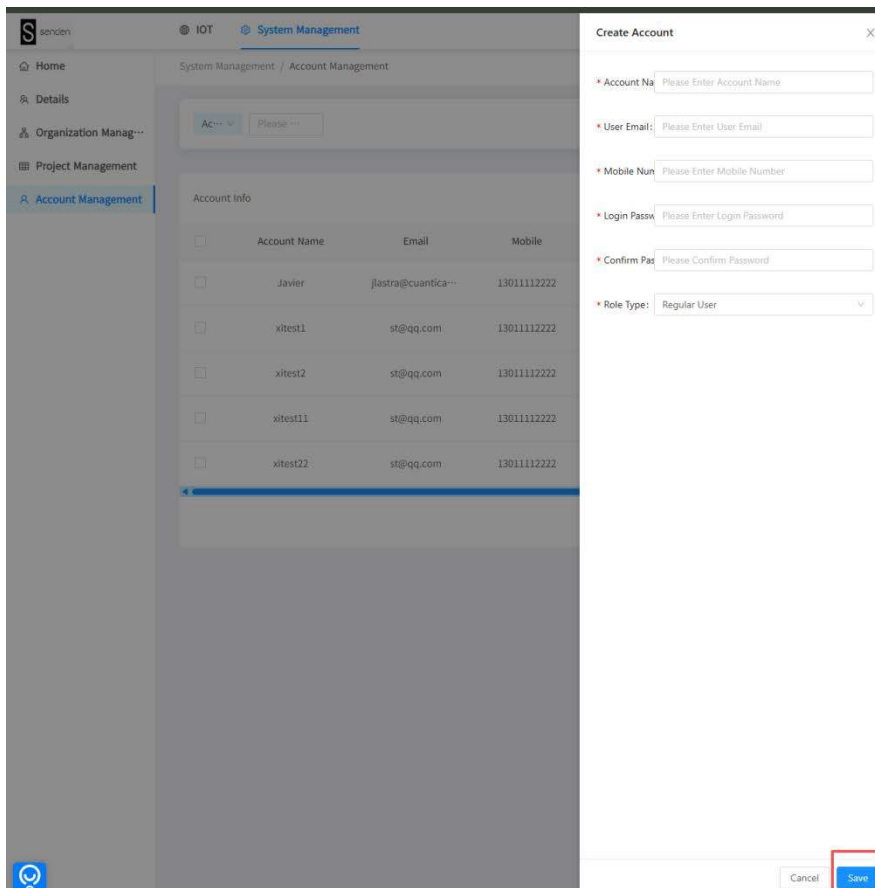 S senden
IOT
System Management
Home
Details
Organization Manag···
Project Management
Account Management
System Management / Account Management
Ac···
Please ···
Account Info
Account Name Email Mobile
Javier jlastra@cuantica··· 13011112222
xitest1 st@qq.com 13011112222
xitest2 st@qq.com 13011112222
xitest11 st@qq.com 13011112222
xitest22 st@qq.com 13011112222
Create Account
* Account Na Please Enter Account Name
* User Email: Please Enter User Email
* Mobile Num Please Enter Mobile Number
* Login Passw Please Enter Login Password
* Confirm Pas Please Confirm Password
* Role Type: Regular User
Cancel
Save